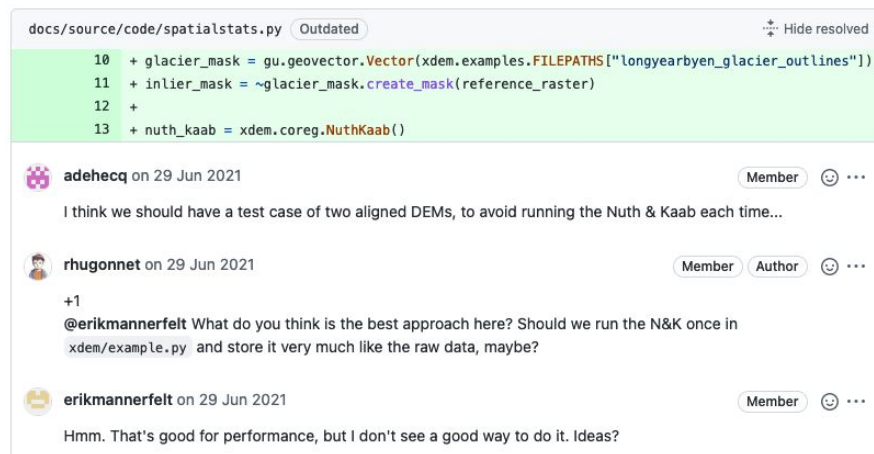 docs/source/code/spatialstats.py Outdated Hide resolved
10 + glacier_mask = gu.geovector.Vector(xdem.examples.FILEPATHS["longyearbyen_glacier_outlines"])
11 + inlier_mask = ~glacier_mask.create_mask(reference_raster)
12 +
13 + nuth_kaab = xdem.coreg.NuthKaab()
adehecq on 29 Jun 2021 Member
I think we should have a test case of two aligned DEMs, to avoid running the Nuth & Kaab each time...
rhugonnet on 29 Jun 2021 Member Author
+1
@erikmannerfelt What do you think is the best approach here? Should we run the N&K once in
xdem/example.py and store it very much like the raw data, maybe?
erikmannerfelt on 29 Jun 2021 Member
Hmm. That's good for performance, but I don't see a good way to do it. Ideas?